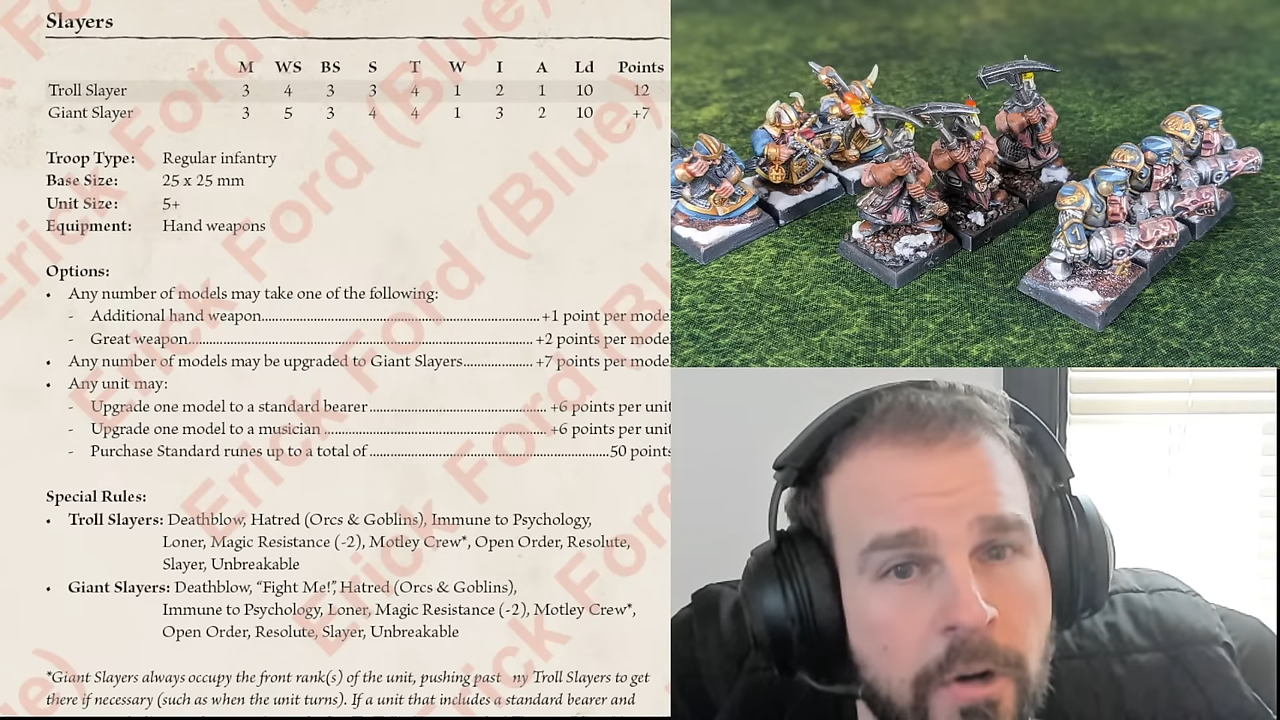 Slayers
M WS BS S T W I A Ld Points
Troll Slayer 3 4 3 3 4 1 2 1 10 12
Giant Slayer 3 5 3 4 4 1 3 2 10 +7
Troop Type: Regular infantry
Base Size: 25 x 25 mm
Unit Size: 5+
Equipment: Hand weapons
Options:
• Any number of models may take one of the following:
- Additional hand weapon........................................................................+1 point per mode
- Great weapon......................................................................................... +2 points per mode
• Any number of models may be upgraded to Giant Slayers.................. +7 points per mode
• Any unit may:
- Upgrade one model to a standard bearer .............................................. +6 points per unit
- Upgrade one model to a musician .......................................................... +6 points per unit
- Purchase Standard runes up to a total of ...............................................................50 points
Special Rules:
• Troll Slayers: Deathblow, Hatred (Orcs & Goblins), Immune to Psychology,
Loner, Magic Resistance (-2), Motley Crew*, Open Order, Resolute,
Slayer, Unbreakable
• Giant Slayers: Deathblow, “Fight Me!”, Hatred (Orcs & Goblins),
Immune to Psychology, Loner, Magic Resistance (-2), Motley Crew*,
Open Order, Resolute, Slayer, Unbreakable
*Giant Slayers always occupy the front rank(s) of the unit, pushing past ny Troll Slayers to get
there if necessary (such as when the unit turns). If a unit that includes a standard bearer and
Erick Ford (Blue)